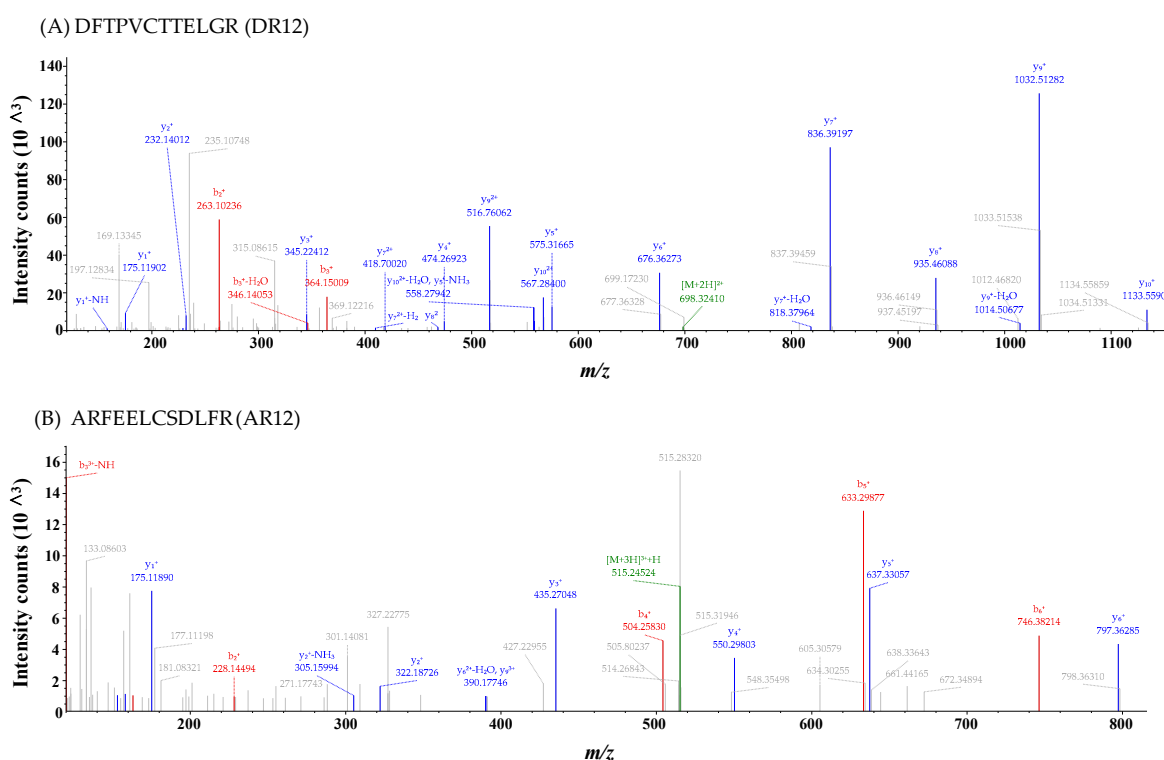 (A) DFTPVCTTELGR (DR12)
Intensity counts (10 ^3)
140
120
100
80
60
40
20
0
y₁⁺-NH
169.13345
197.12834
y₁⁺
175.11902
y₂⁺
232.14012
235.10748
b₂⁺
263.10236
315.08615
b₃⁺-H₂O
346.14053
y₃⁺
345.22412
b₃⁺
364.15009
369.12216
y₇²⁺
418.70020
y₇²⁺-H₂
y₈²
y₄⁺
474.26923
y₁₀²⁺-H₂O, y₅⁺-NH₃
558.27942
y₉²⁺
516.76062
y₁₀²⁺
567.28400
y₅⁺
575.31665
y₆⁺
676.36273
699.17230
677.36328
[M+2H]²⁺
698.32410
y₇⁺
836.39197
837.39459
y₇⁺-H₂O
818.37964
y₈⁺
935.46088
936.46149
937.45197
y₉⁺
1032.51282
1033.51538
1012.46820
y₉⁺-H₂O
1014.50677
1034.51331
1134.55859
y₁₀⁺
1133.5590
200
300
400
500
600
700
800
900
1000
1100
m/z
(B) ARFEELCSDLFR (AR12)
Intensity counts (10 ^3)
16
14
12
10
8
6
4
2
0
b₂³⁺-NH
133.08603
y₁⁺
175.11890
177.11198
181.08321
b₂⁺
228.14494
271.17743
y₂⁺-NH₃
305.15994
301.14081
327.22775
y₂⁺
322.18726
y₆²⁺-H₂O, y₉³⁺
390.17746
427.22955
y₃⁺
435.27048
[M+3H]³⁺+H
515.24524
515.28320
515.31946
b₄⁺
504.25830
505.80237
514.26843
y₄⁺
550.29803
548.35498
605.30579
634.30255
b₅⁺
633.29877
y₅⁺
637.33057
638.33643
661.44165
672.34894
b₆⁺
746.38214
y₆⁺
797.36285
798.36310
200
300
400
500
600
700
800
m/z